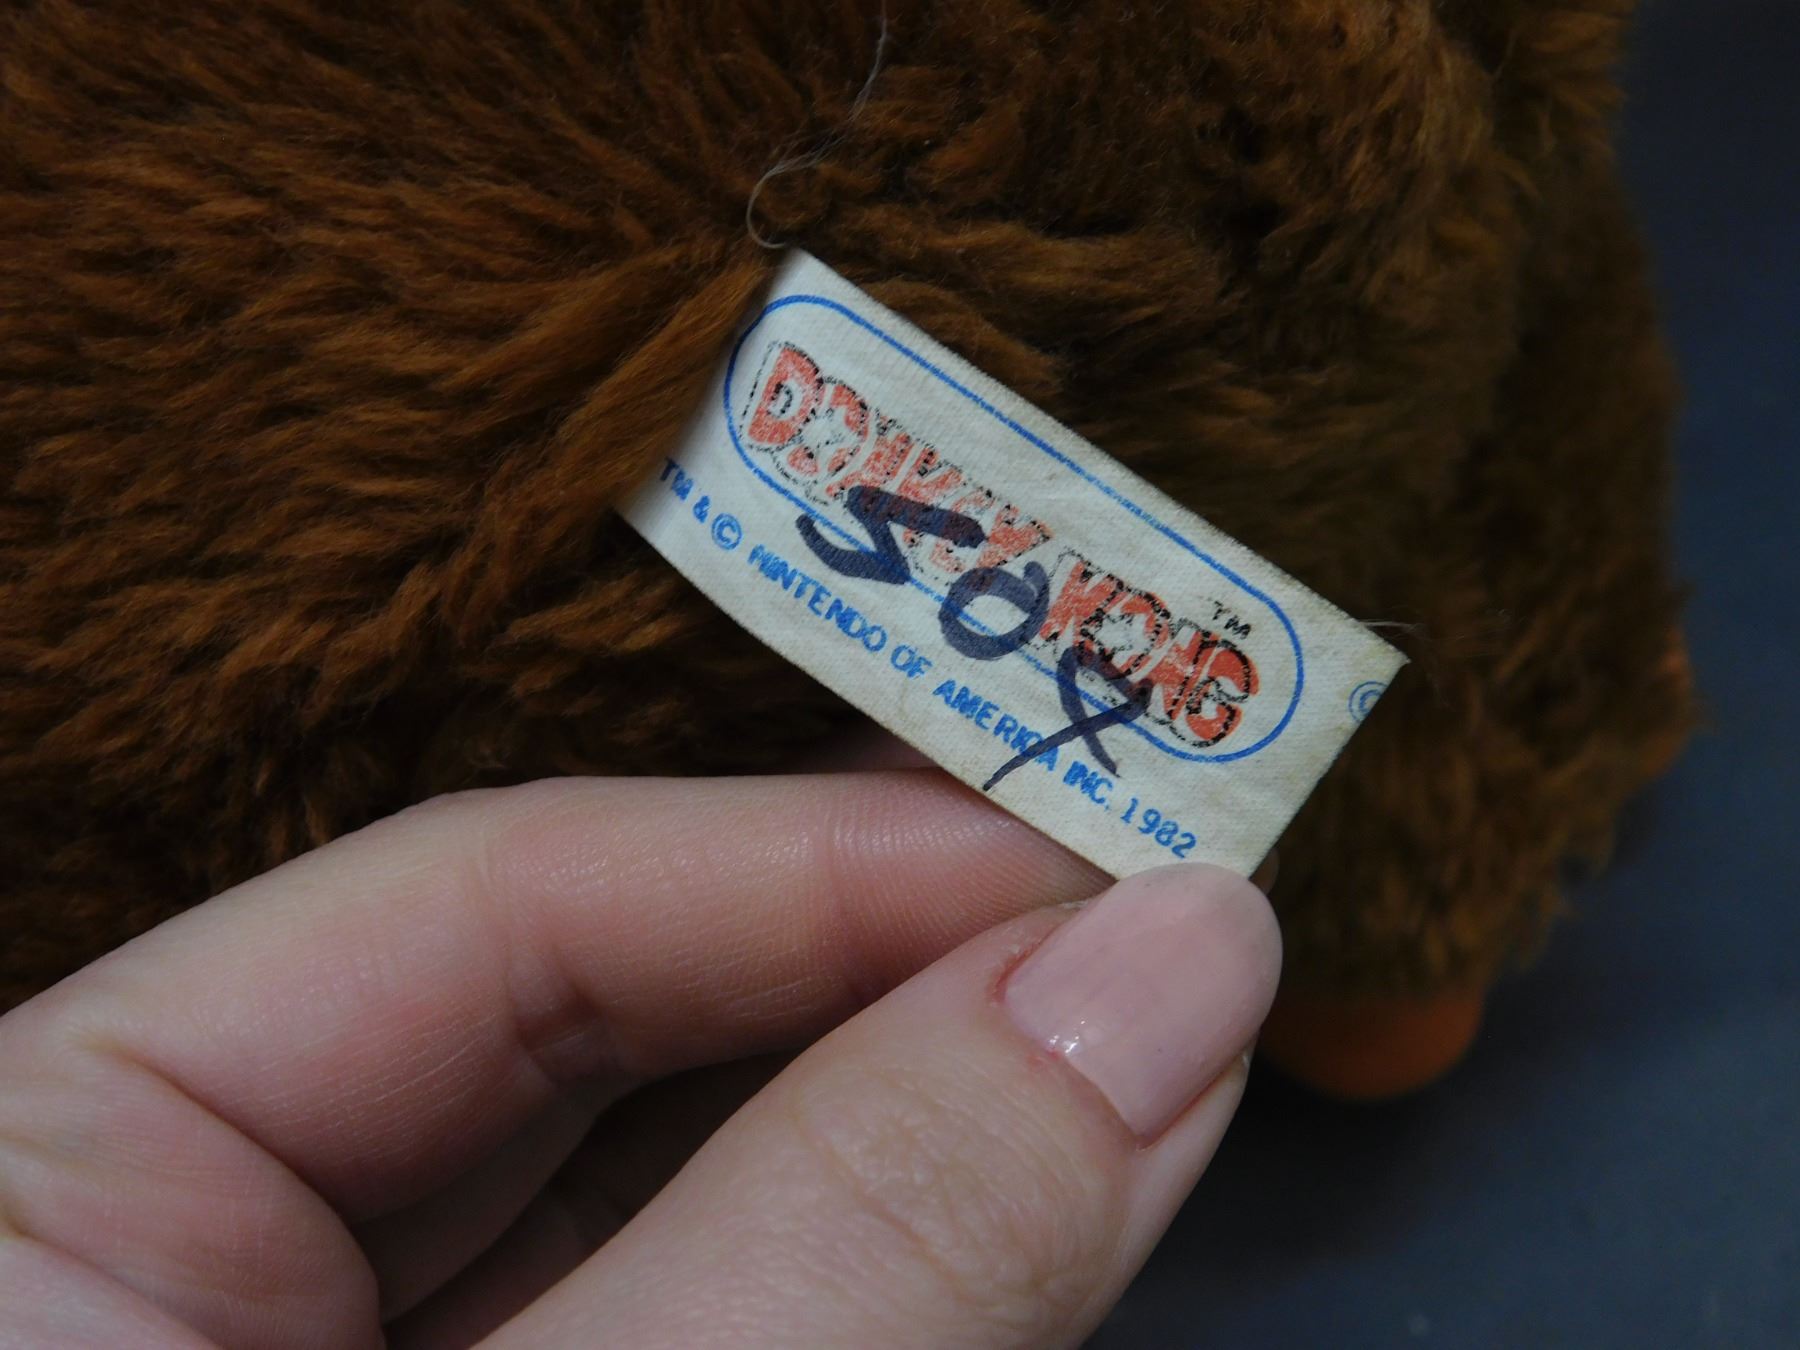 DONKEY KONG™
50¢
TM & © NINTENDO OF AMERICA INC. 1982
©